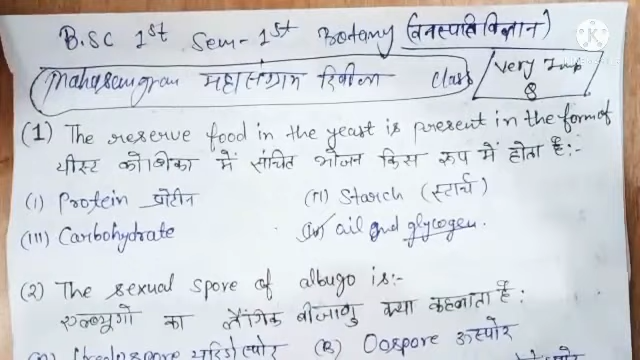 B.SC 1st Sem-1st Botany (वनस्पति विज्ञान)
Mahasangram महासंग्राम रिवीजन Class
Very Imp
Q
(1) The reserve food in the yeast is present in the form of
यीस्ट कोशिका में संचित भोजन किस रूप में होता है:-
(I) Protein प्रोटीन (II) Starch (स्टार्च)
(III) Carbohydrate (IV) oil and glycogen.
(2) The sexual spore of albugo is:-
एल्ब्यूगो का लैंगिक बीजाणु क्या कहलाता है:
(B) Oospore ऊस्पोर